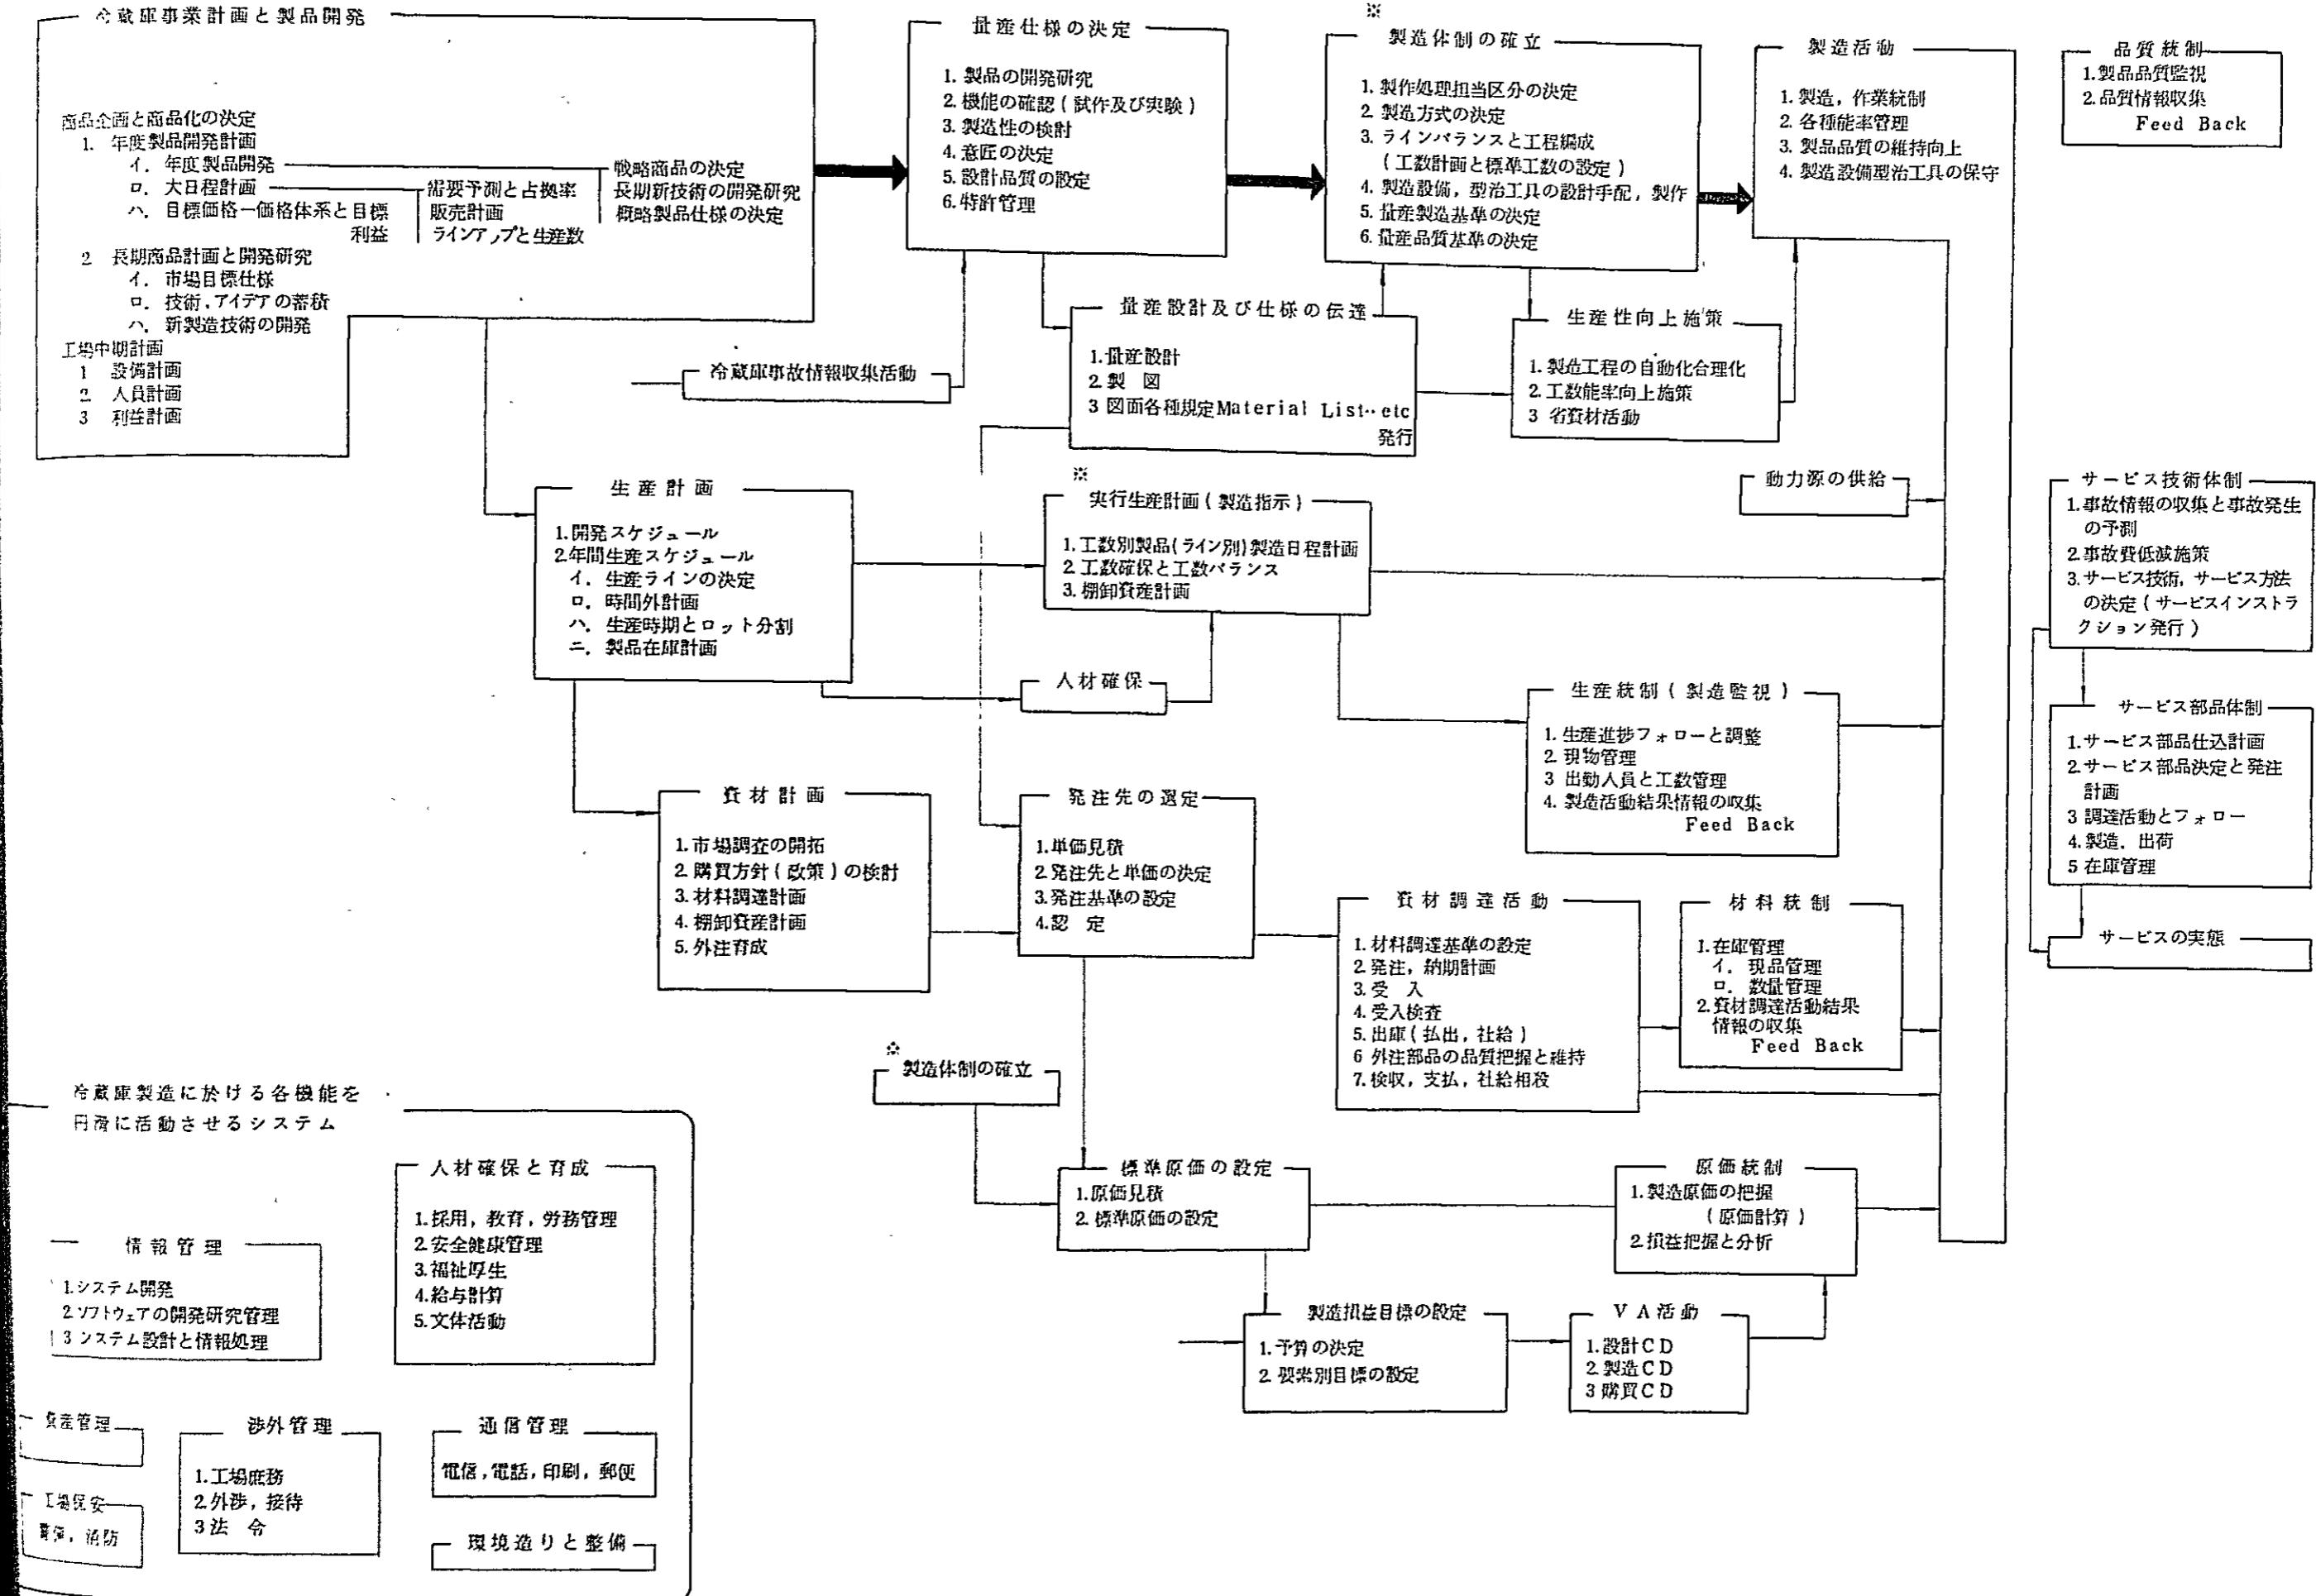 冷蔵庫事業計画と製品開発
商品企画と商品化の決定
1. 年度製品開発計画
イ. 年度製品開発
ロ. 大日程計画
ハ. 目標価格ー価格体系と目標
利益
需要予測と占拠率
販売計画
ラインアップと生産数
戦略商品の決定
長期新技術の開発研究
概略製品仕様の決定
2 長期商品計画と開発研究
イ. 市場目標仕様
ロ. 技術,アイデアの蓄積
ハ. 新製造技術の開発
工場中期計画
1 設備計画
2. 人員計画
3 利益計画
量産仕様の決定
1. 製品の開発研究
2. 機能の確認(試作及び実験)
3. 製造性の検討
4. 意匠の決定
5. 設計品質の設定
6. 特許管理
※
製造体制の確立
1. 製作処理担当区分の決定
2. 製造方式の決定
3. ラインバランスと工程編成
(工数計画と標準工数の設定)
4. 製造設備,型治工具の設計手配,製作
5. 量産製造基準の決定
6. 量産品質基準の決定
製造活動
1. 製造,作業統制
2. 各種能率管理
3. 製品品質の維持向上
4. 製造設備型治工具の保守
品質統制
1.製品品質監視
2.品質情報収集
Feed Back
冷蔵庫事故情報収集活動
量産設計及び仕様の伝達
1.量産設計
2.製 図
3 図面各種規定Material List‥etc
発行
生産性向上施策
1.製造工程の自動化合理化
2.工数能率向上施策
3 省資材活動
生産計画
1.開発スケジュール
2.年間生産スケジュール
イ. 生産ラインの決定
ロ. 時間外計画
ハ. 生産時期とロット分割
ニ. 製品在庫計画
※
実行生産計画(製造指示)
1.工数別製品(ライン別)製造日程計画
2.工数確保と工数バランス
3.棚卸資産計画
動力源の供給
サービス技術体制
1.事故情報の収集と事故発生
の予測
2.事故費低減施策
3.サービス技術,サービス方法
の決定(サービスインストラ
クション発行)
人材確保
生産統制(製造監視)
1. 生産進捗フォローと調整
2. 現物管理
3 出勤人員と工数管理
4. 製造活動結果情報の収集
Feed Back
サービス部品体制
1.サービス部品仕込計画
2.サービス部品決定と発注
計画
3 調達活動とフォロー
4.製造,出荷
5 在庫管理
サービスの実態
資材計画
1.市場調査の開拓
2.購買方針(政策)の検討
3.材料調達計画
4.棚卸資産計画
5.外注育成
発注先の選定
1.単価見積
2.発注先と単価の決定
3.発注基準の設定
4.認 定
資材調達活動
1.材料調達基準の設定
2.発注,納期計画
3.受 入
4.受入検査
5.出庫(払出,社給)
6 外注部品の品質把握と維持
7.検収,支払,社給相殺
材料統制
1.在庫管理
イ. 現品管理
ロ. 数量管理
2.資材調達活動結果
情報の収集
Feed Back
※
製造体制の確立
標準原価の設定
1.原価見積
2.標準原価の設定
原価統制
1.製造原価の把握
(原価計算)
2.損益把握と分析
製造損益目標の設定
1.予算の決定
2.要素別目標の設定
VA活動
1.設計CD
2.製造CD
3 購買CD
冷蔵庫製造に於ける各機能を
円滑に活動させるシステム
人材確保と育成
1.採用,教育,労務管理
2.安全健康管理
3.福祉厚生
4.給与計算
5.文体活動
情報管理
1.システム開発
2.ソフトウェアの開発研究管理
3 システム設計と情報処理
資産管理
渉外管理
1.工場庶務
2.外渉,接待
3 法 令
通信管理
電信,電話,印刷,郵便
工場保安
警備,消防
環境造りと整備